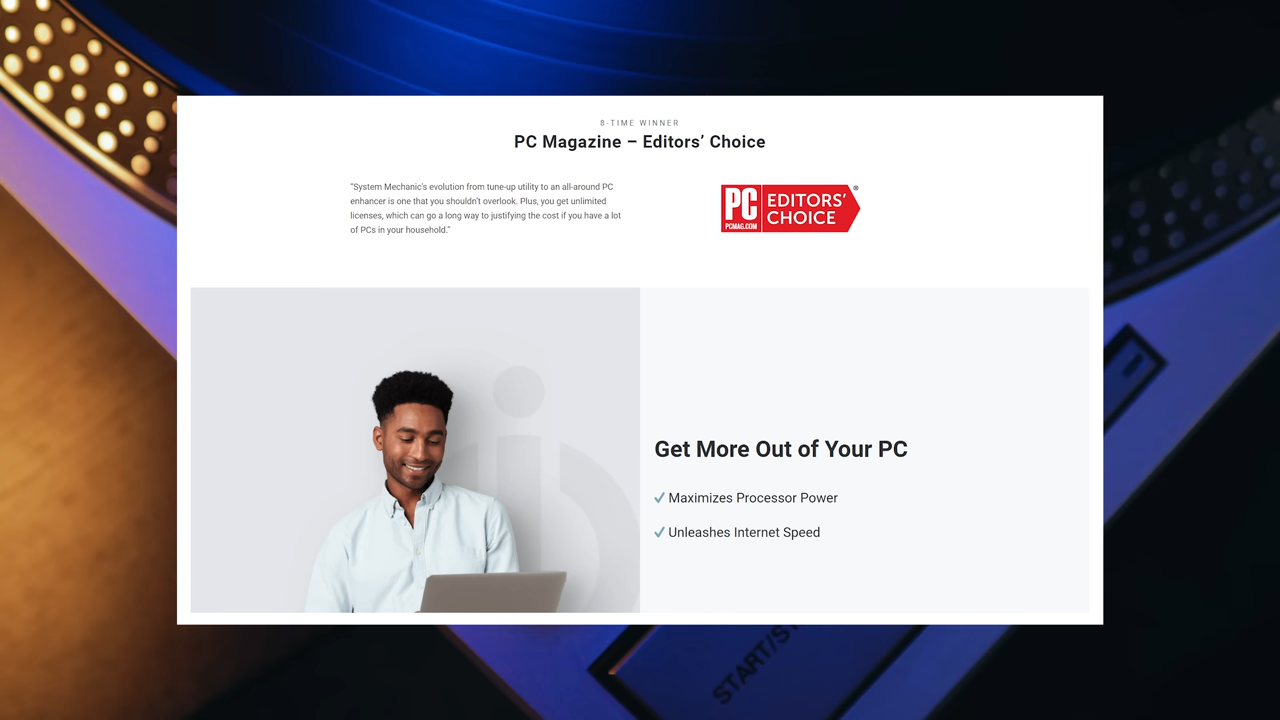 8-TIME WINNER
PC Magazine – Editors’ Choice
"System Mechanic's evolution from tune-up utility to an all-around PC
enhancer is one that you shouldn't overlook. Plus, you get unlimited
licenses, which can go a long way to justifying the cost if you have a lot
of PCs in your household."
PC
PCMAG.COM
EDITORS’
CHOICE
®
Get More Out of Your PC
Maximizes Processor Power
Unleashes Internet Speed
START/ST